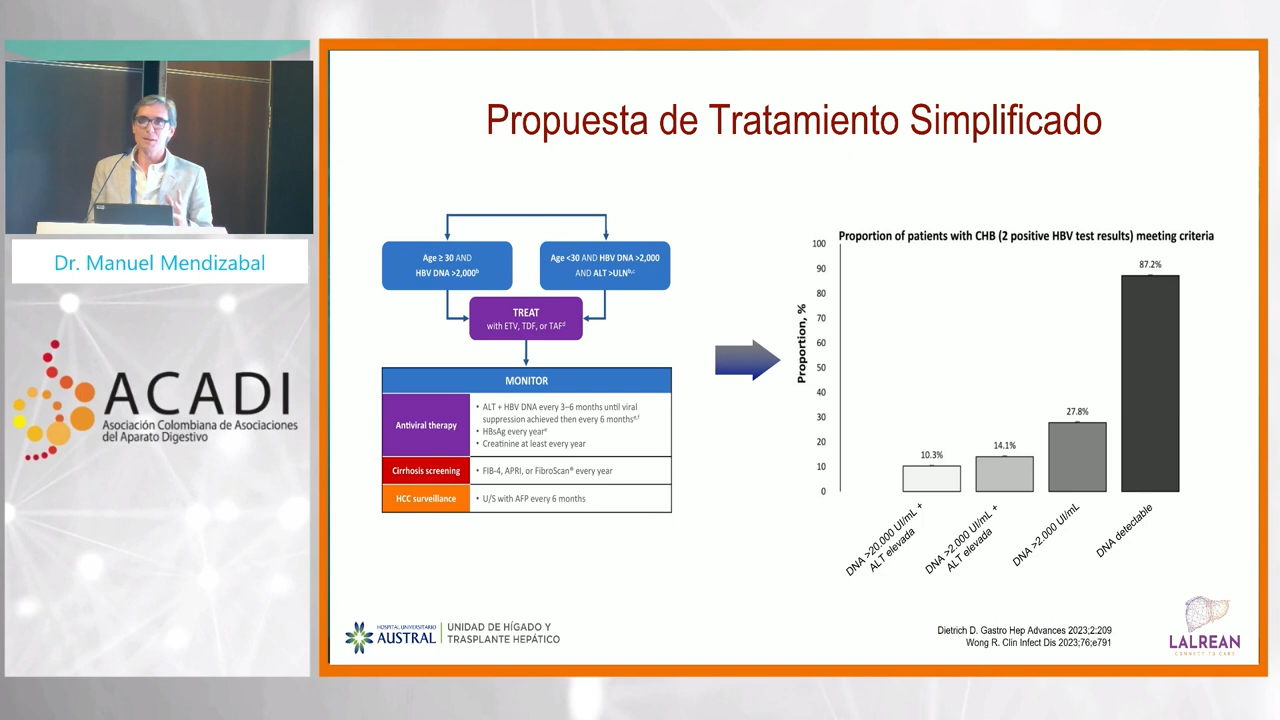 Propuesta de Tratamiento Simplificado
Dr. Manuel Mendizabal
ACADI
Asociación Colombiana de Asociaciones
del Aparato Digestivo
Age ≥ 30 AND
HBV DNA >2,000ᵇ
Age <30 AND HBV DNA >2,000
AND ALT >ULNᵇ,ᶜ
TREAT
with ETV, TDF, or TAFᵈ
MONITOR
Antiviral therapy
• ALT + HBV DNA every 3–6 months until viral
suppression achieved then every 6 monthsᵉ,ᶠ
• HBsAg every yearᵉ
• Creatinine at least every year
Cirrhosis screening
• FIB-4, APRI, or FibroScan® every year
HCC surveillance
• U/S with AFP every 6 months
Proportion of patients with CHB (2 positive HBV test results) meeting criteria
Proportion, %
100
90
80
70
60
50
40
30
20
10
0
10.3%
14.1%
27.8%
87.2%
DNA >20.000 UI/mL +
ALT elevada
DNA >2.000 UI/mL +
ALT elevada
DNA >2.000 UI/mL
DNA detectable
HOSPITAL UNIVERSITARIO
AUSTRAL
UNIDAD DE HÍGADO Y
TRASPLANTE HEPÁTICO
Dietrich D. Gastro Hep Advances 2023;2:209
Wong R. Clin Infect Dis 2023;76;e791
LALREAN
CONNECT TO CARE